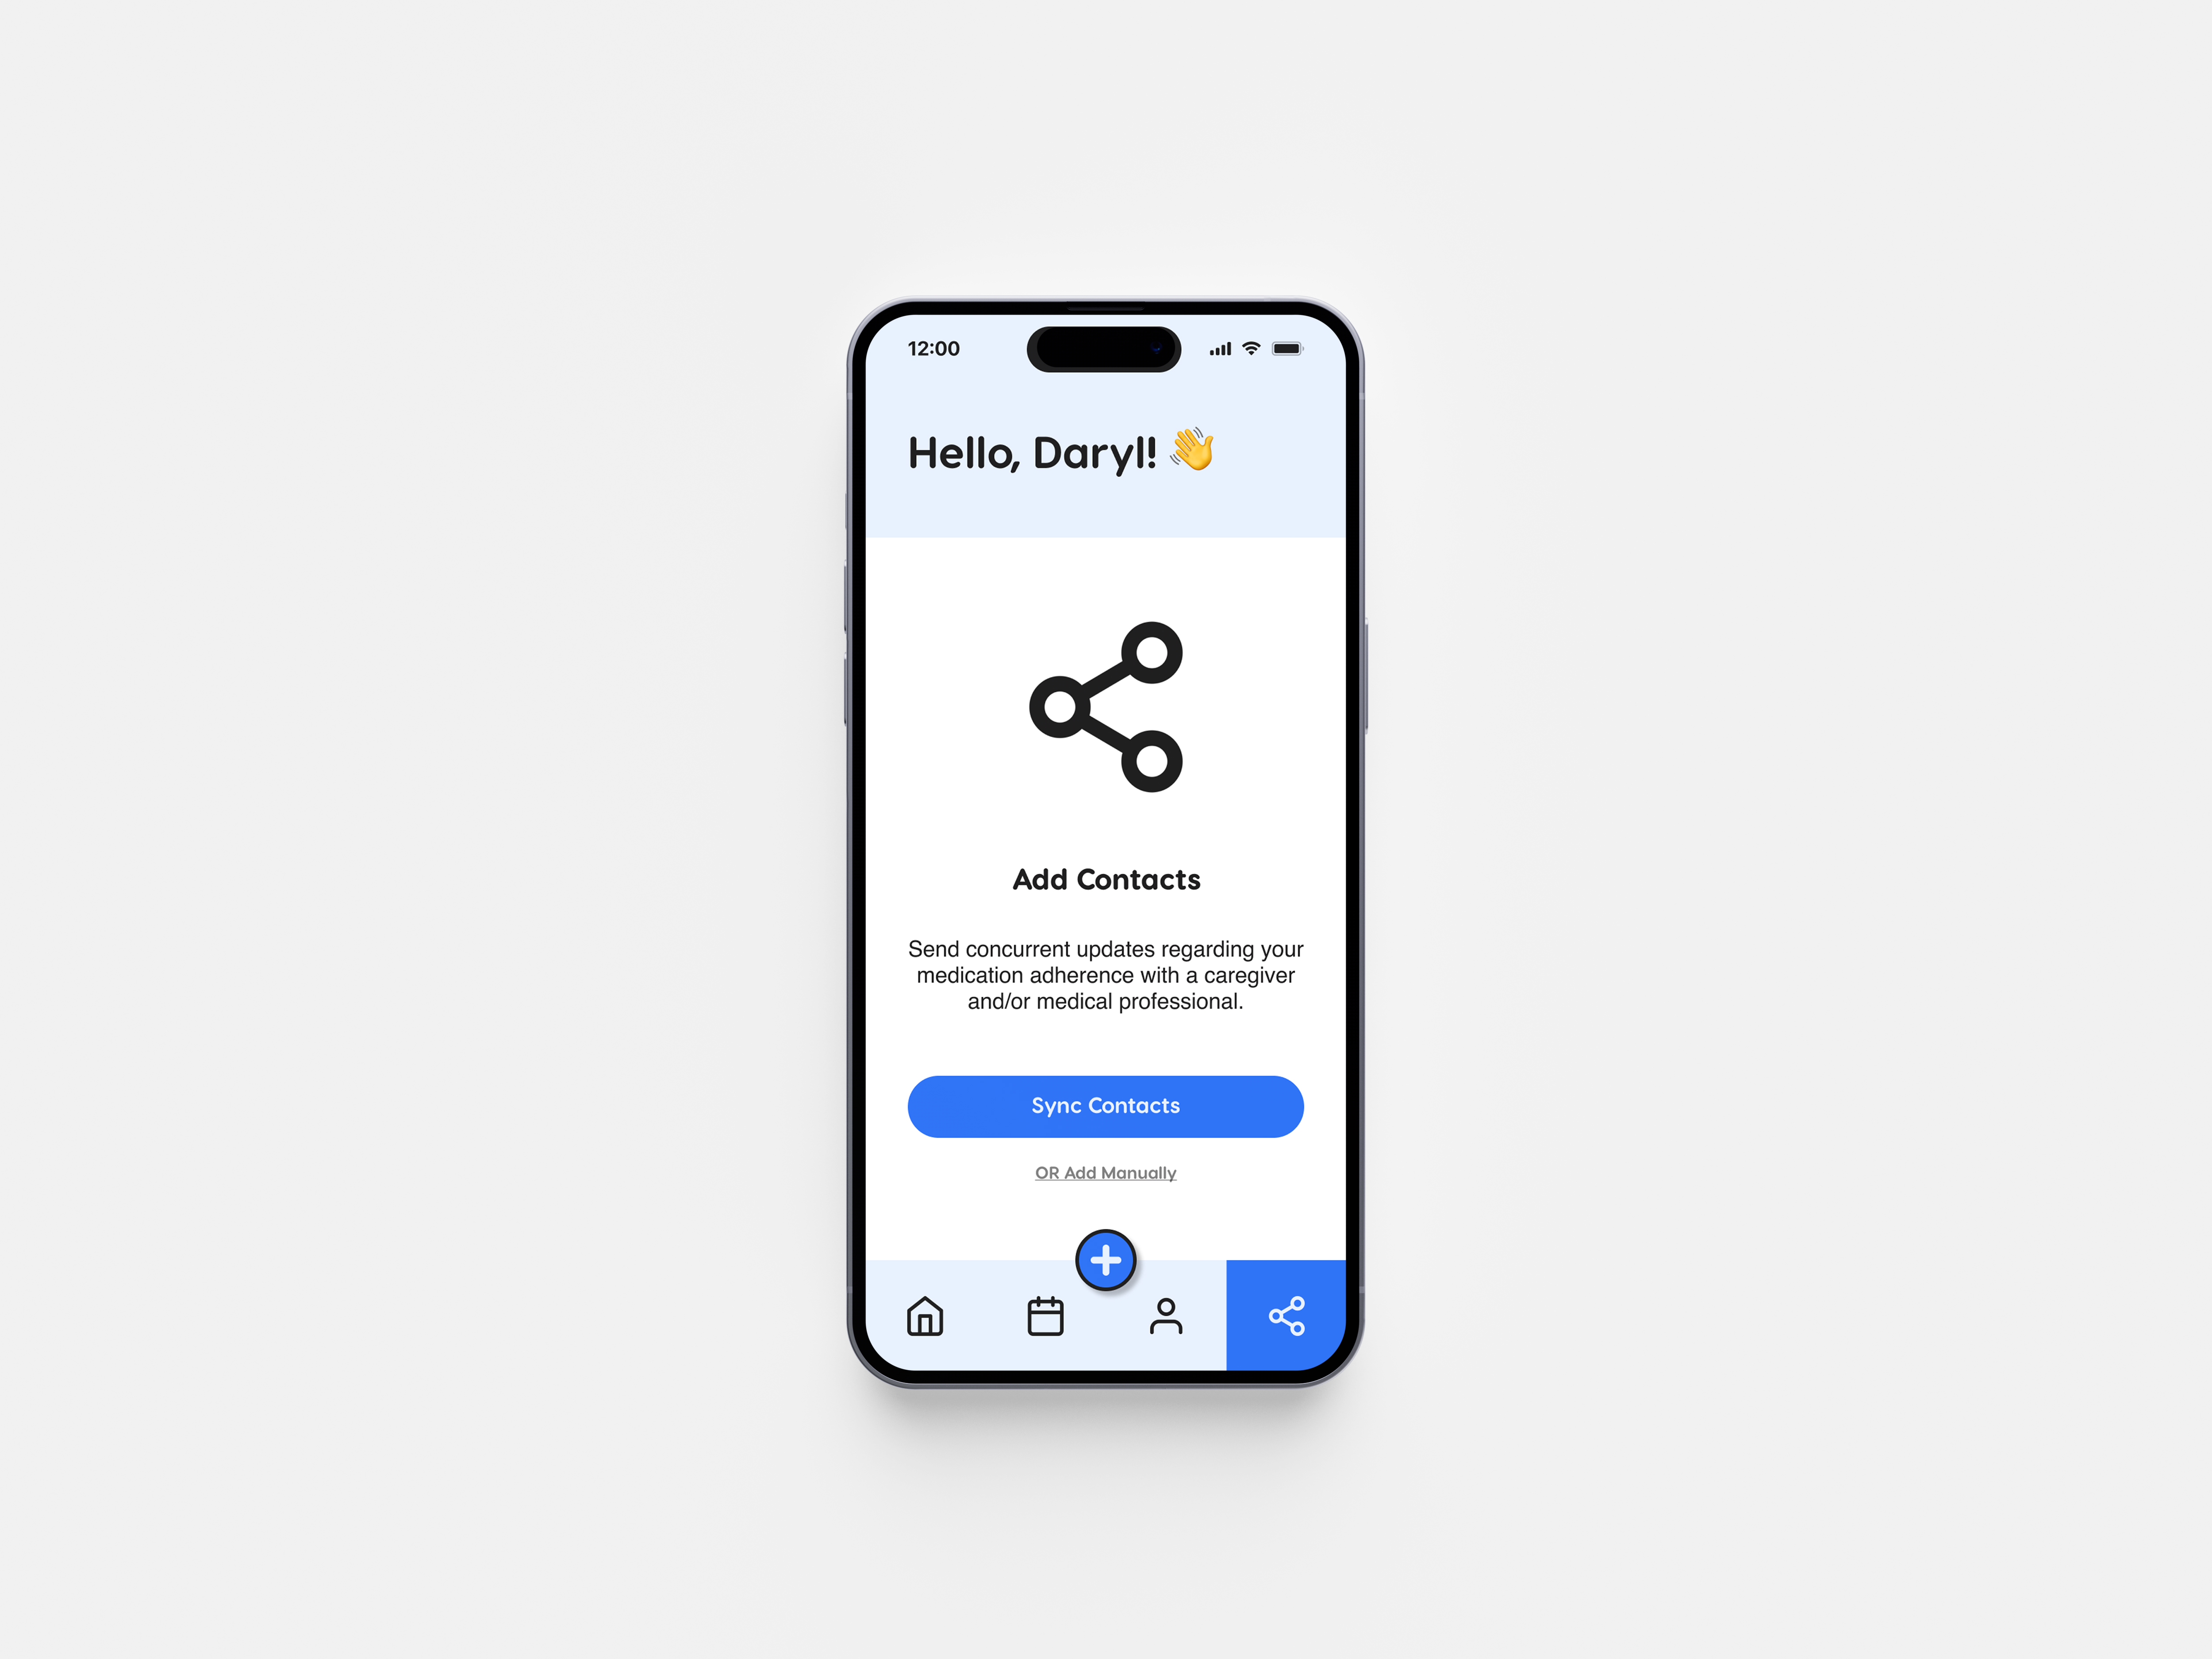 12:00
Hello, Daryl! 👋
Add Contacts
Send concurrent updates regarding your
medication adherence with a caregiver
and/or medical professional.
Sync Contacts
OR Add Manually